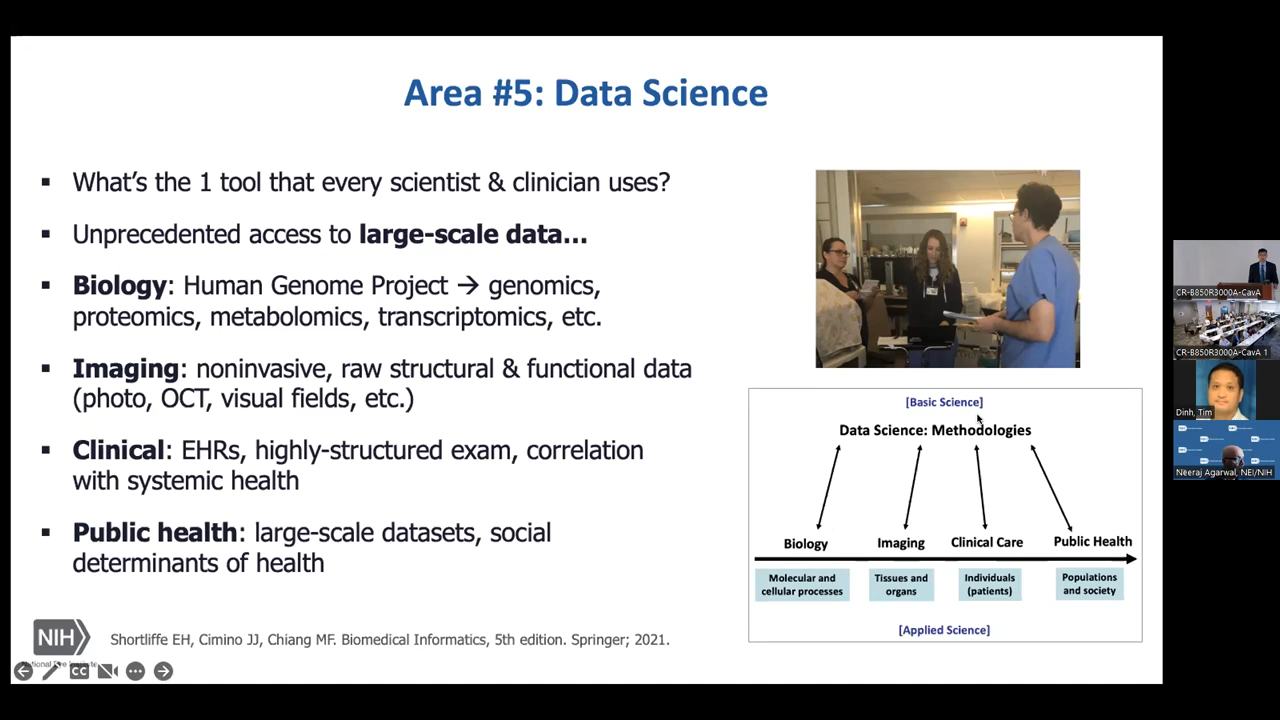 Area #5: Data Science
▪ What's the 1 tool that every scientist & clinician uses?
▪ Unprecedented access to large-scale data...
▪ Biology: Human Genome Project → genomics,
proteomics, metabolomics, transcriptomics, etc.
▪ Imaging: noninvasive, raw structural & functional data
(photo, OCT, visual fields, etc.)
▪ Clinical: EHRs, highly-structured exam, correlation
with systemic health
▪ Public health: large-scale datasets, social
determinants of health
[Basic Science]
Data Science: Methodologies
Biology Imaging Clinical Care Public Health
Molecular and
cellular processes
Tissues and
organs
Individuals
(patients)
Populations
and society
[Applied Science]
NIH
Shortliffe EH, Cimino JJ, Chiang MF. Biomedical Informatics, 5th edition. Springer; 2021.
CC
CR-B850R3000A-CavA
CR-B850R3000A-CavA 1
Dinh, Tim
Neeraj Agarwal, NEI/NIH